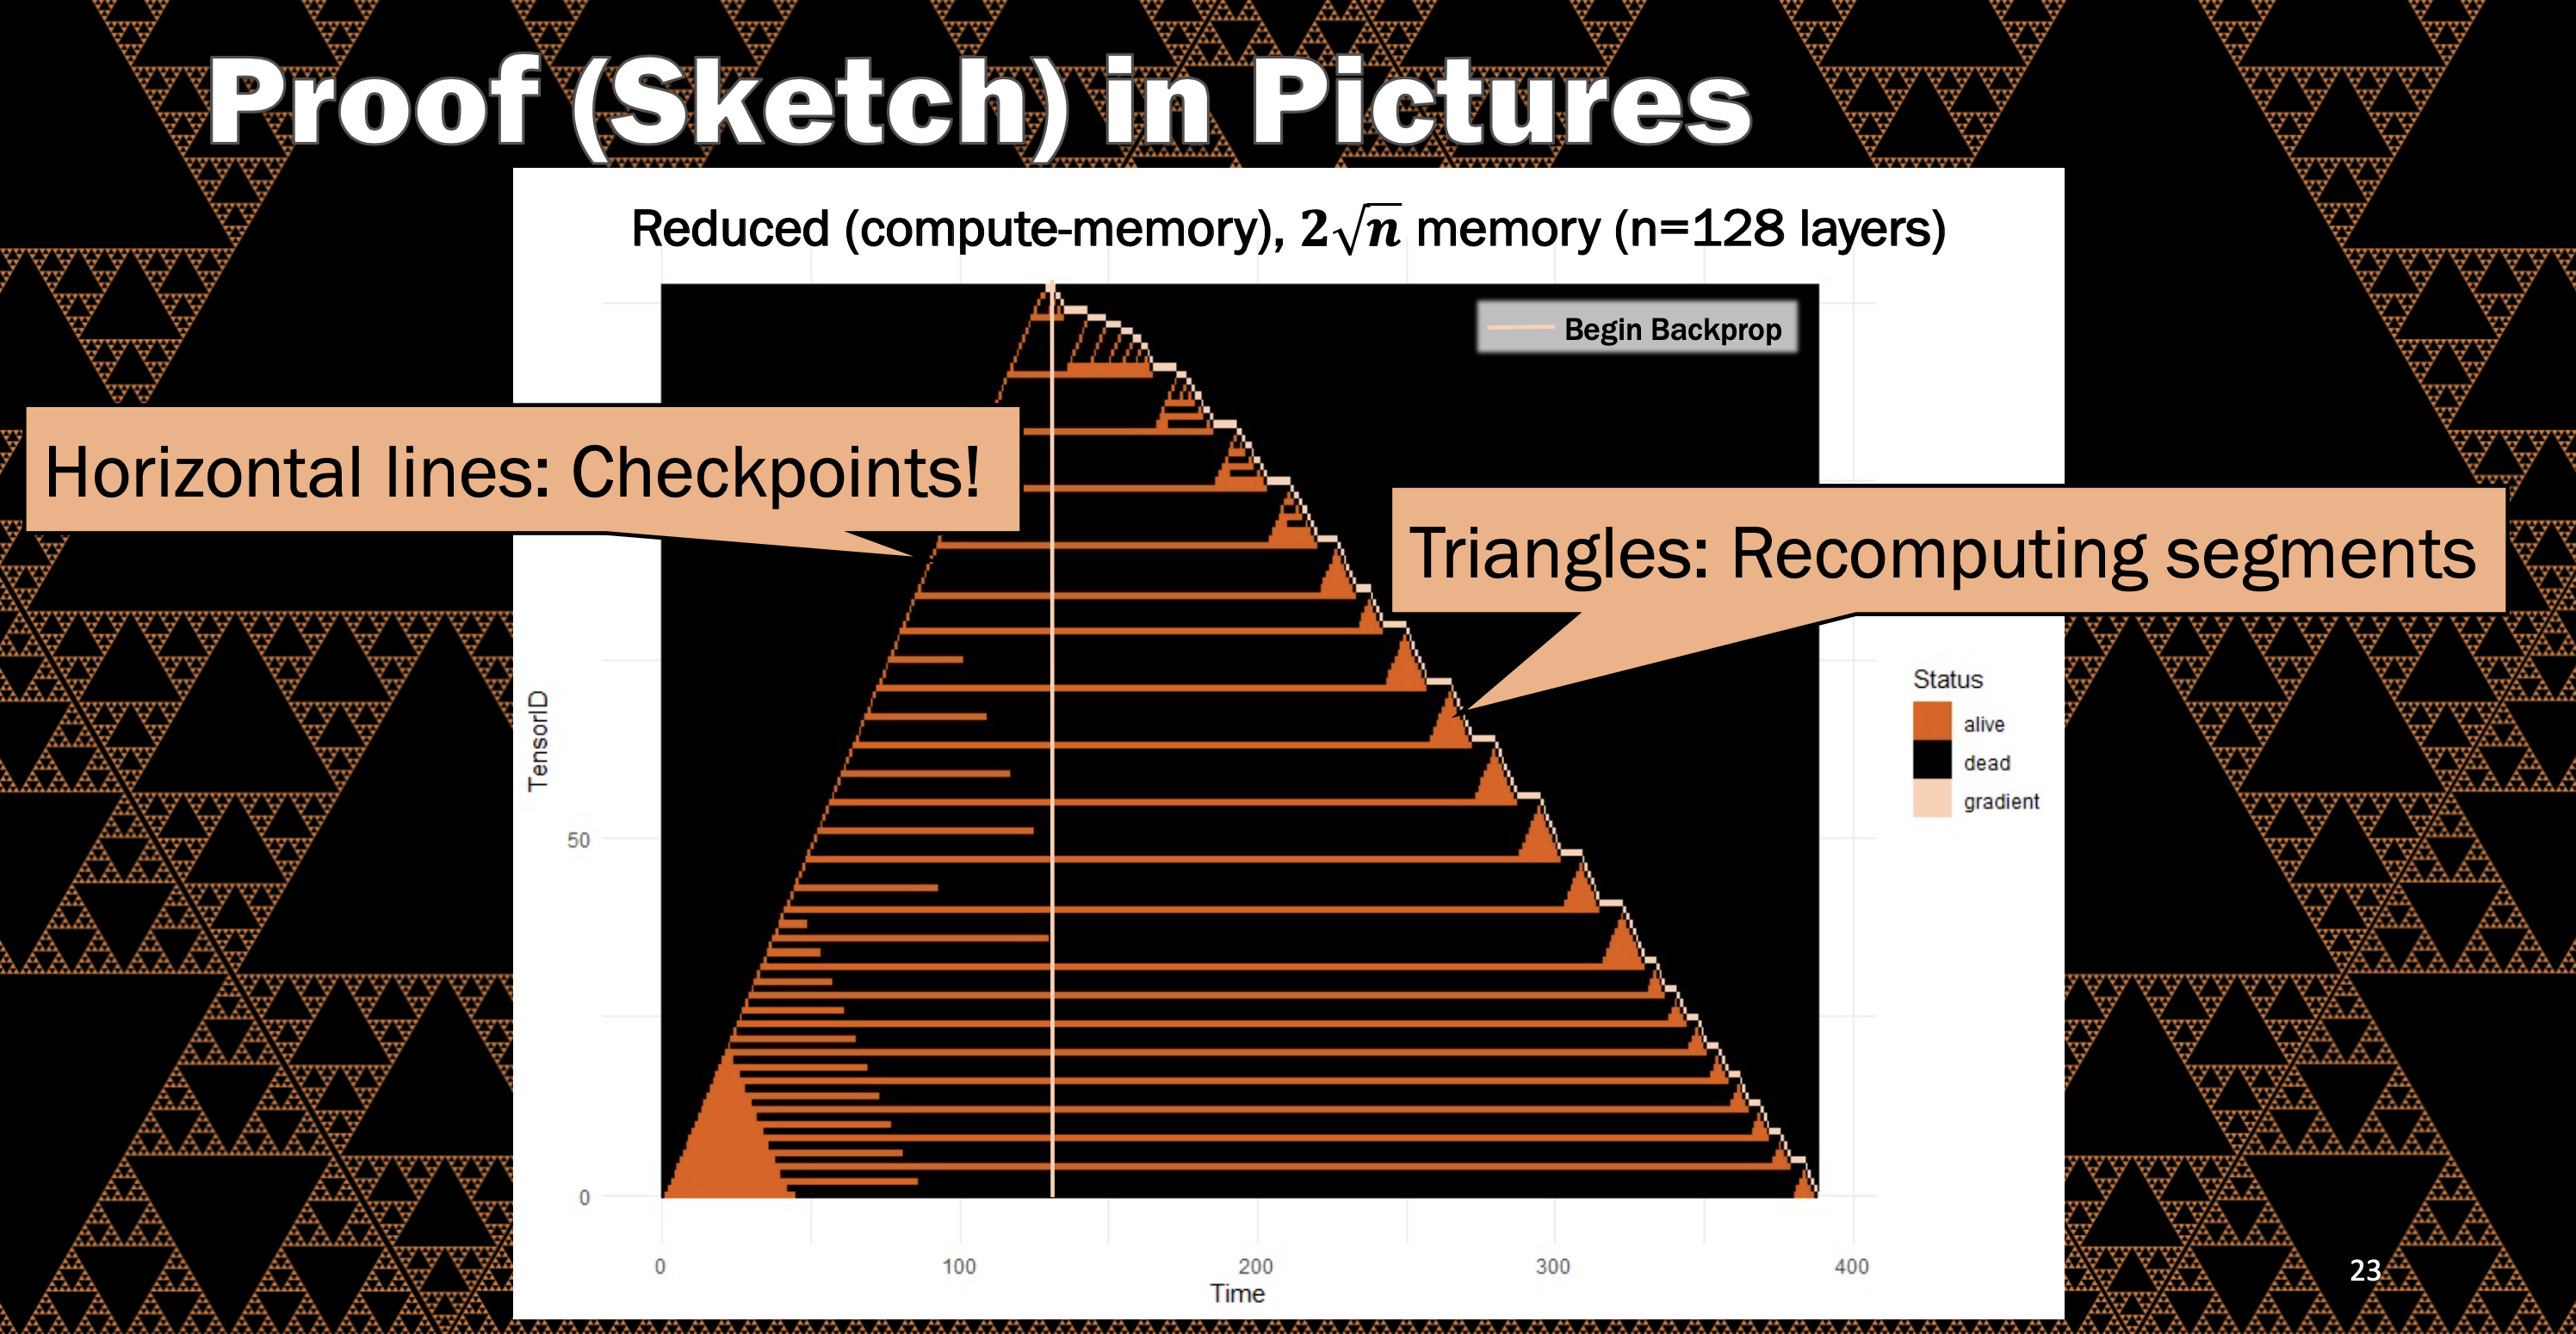 Proof (Sketch) in Pictures
Reduced (compute-memory), 2√n memory (n=128 layers)
Begin Backprop
Horizontal lines: Checkpoints!
Triangles: Recomputing segments
Status
alive
dead
gradient
TensorID
50
0
0 100 200 300 400
Time
23